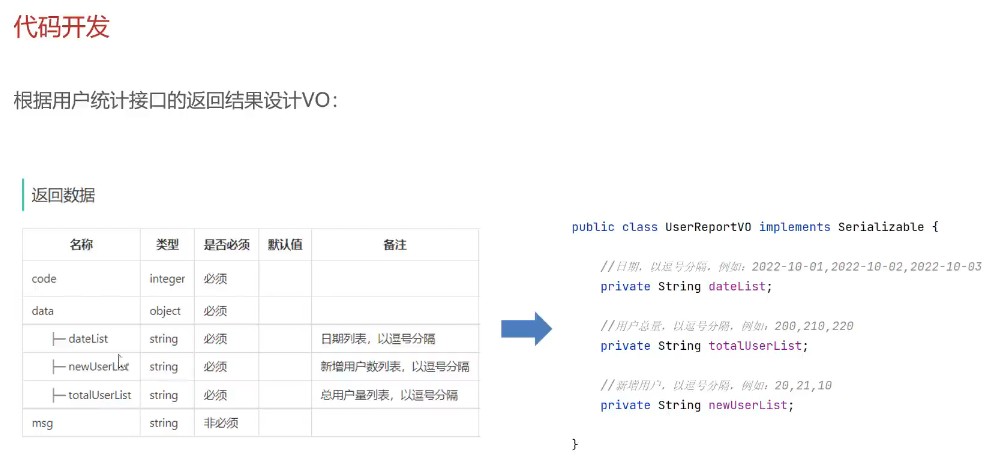 代码开发
根据用户统计接口的返回结果设计VO：
返回数据
名称 类型 是否必须 默认值 备注
code integer 必须
data object 必须
├─ dateList string 必须 日期列表，以逗号分隔
├─ newUserList string 必须 新增用户数列表，以逗号分隔
├─ totalUserList string 必须 总用户量列表，以逗号分隔
msg string 非必须
public class UserReportVO implements Serializable {
//日期，以逗号分隔，例如：2022-10-01,2022-10-02,2022-10-03
private String dateList;
//用户总量，以逗号分隔，例如：200,210,220
private String totalUserList;
//新增用户，以逗号分隔，例如：20,21,10
private String newUserList;
}